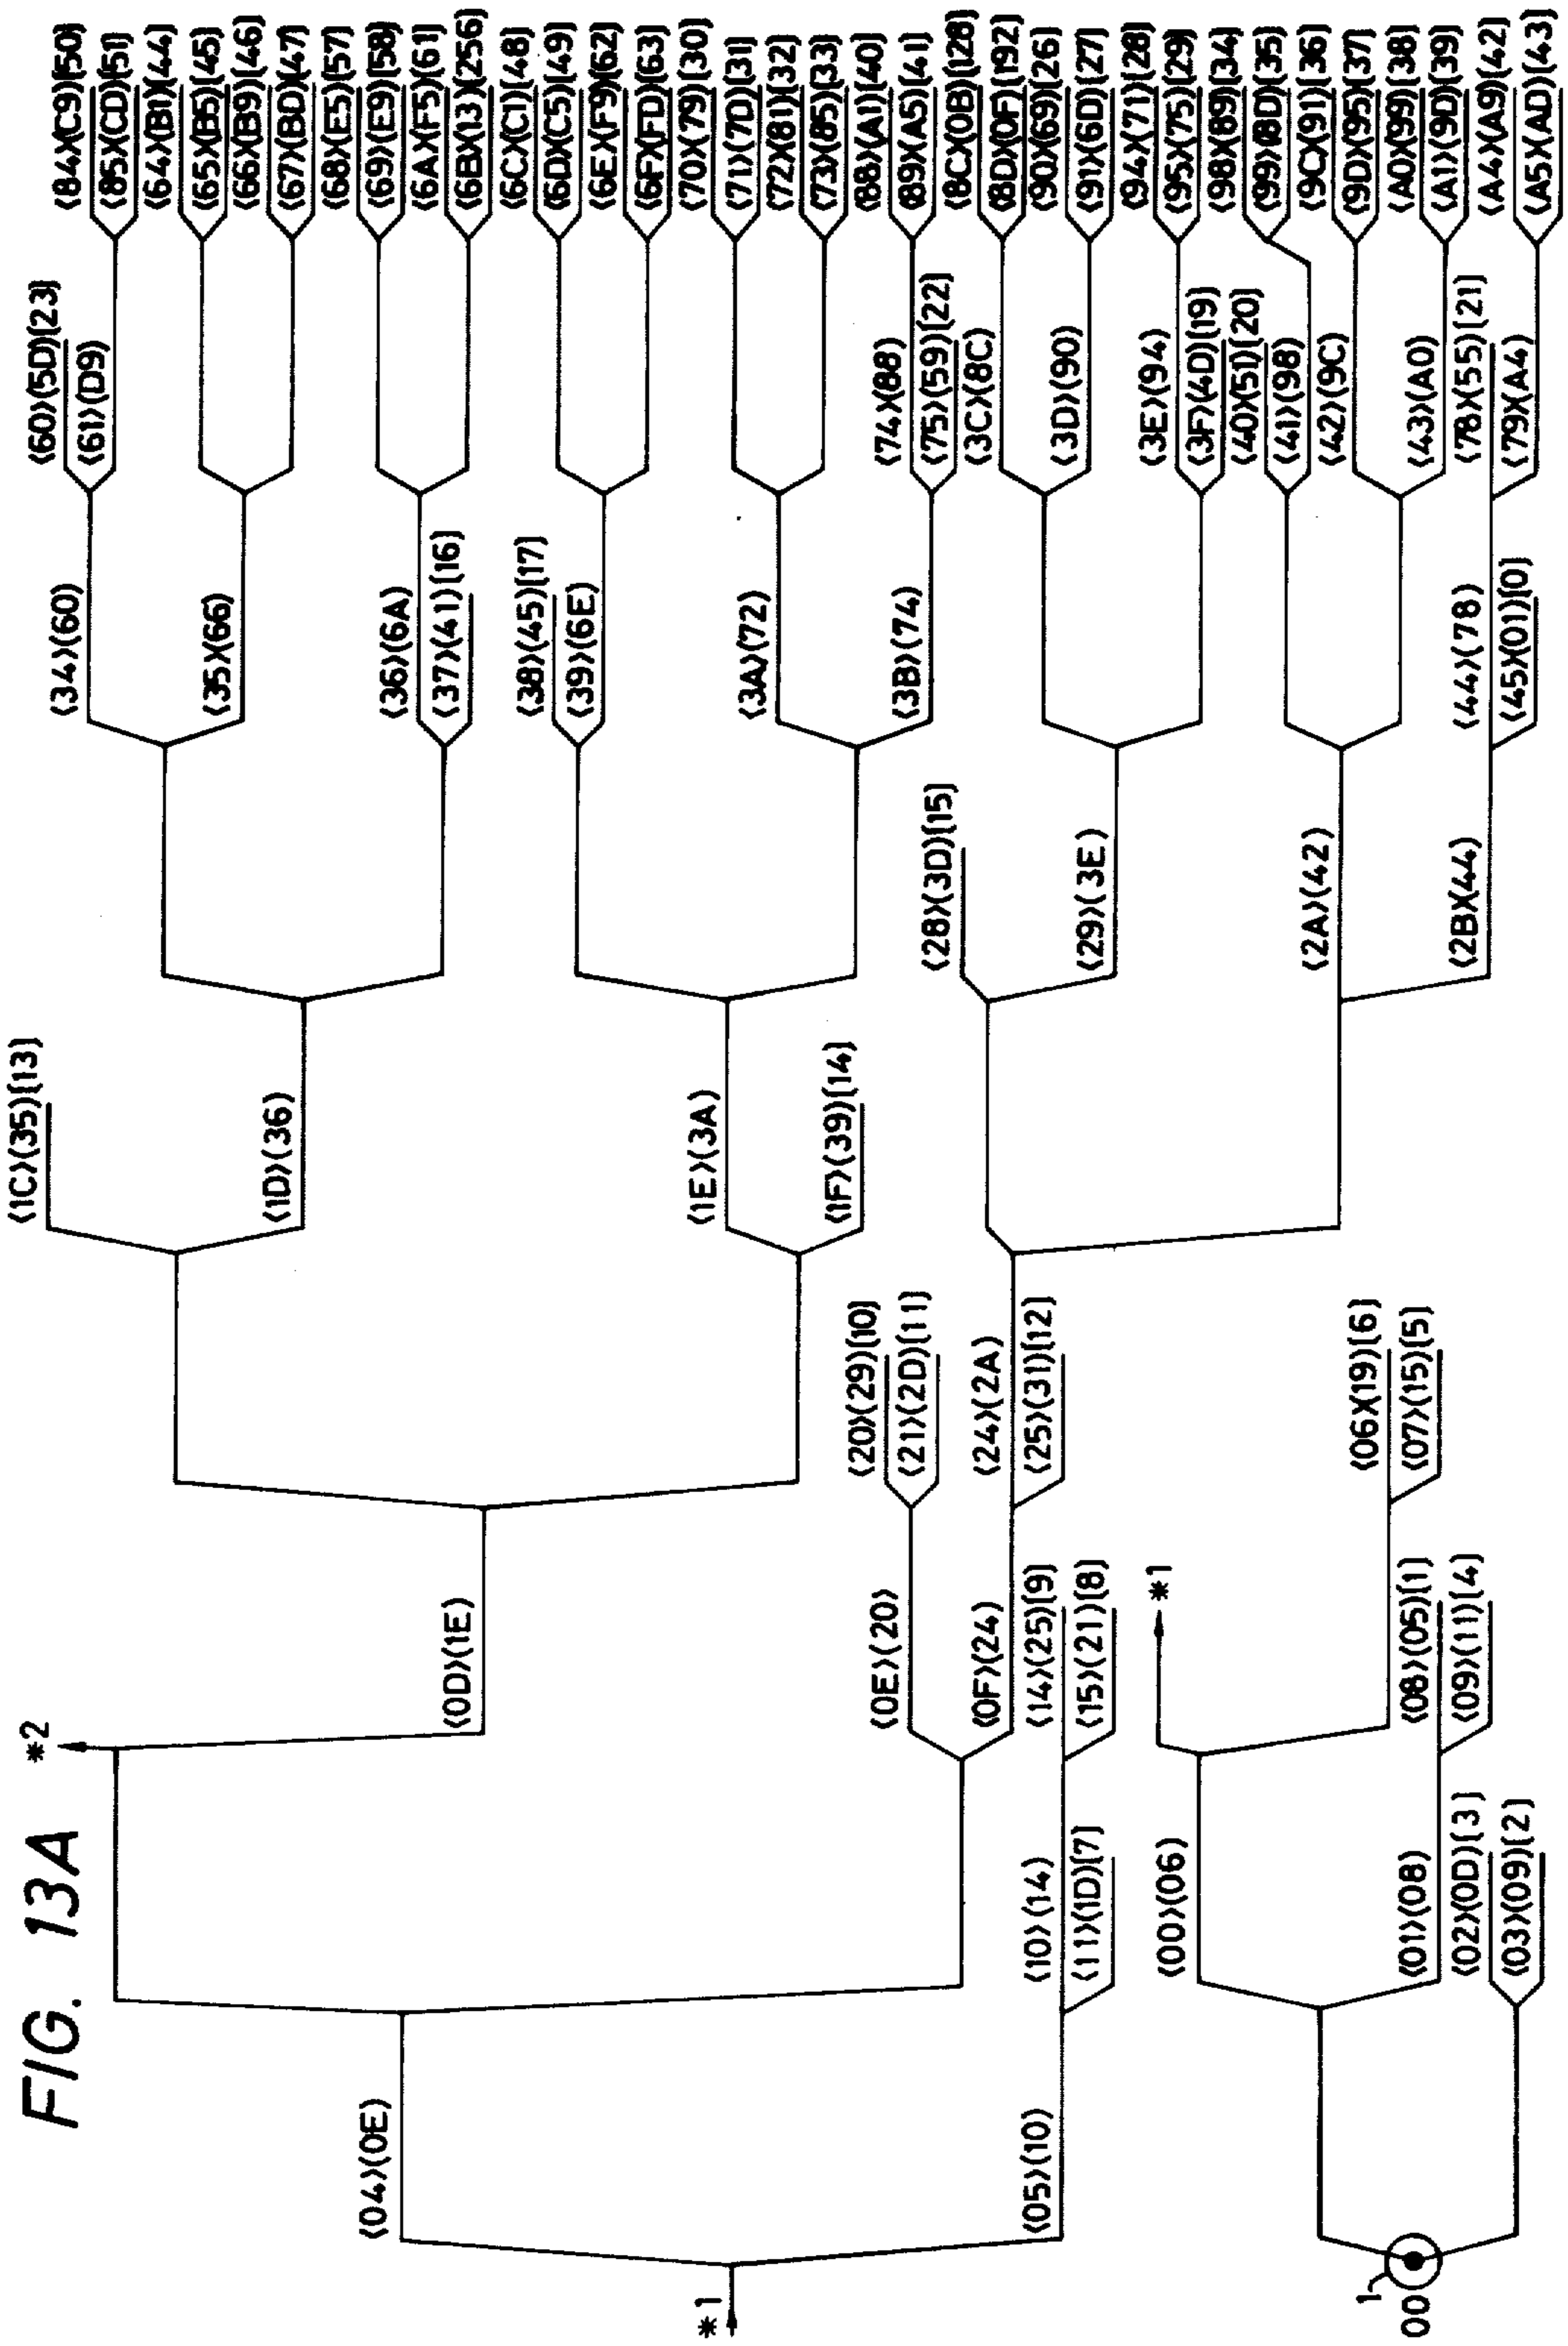 FIG. 13A
*2
*1
⟨04⟩(0E)
⟨05⟩(10)
⟨10⟩(14)
⟨11⟩(1D)[7]
⟨0D⟩(1E)
⟨0E⟩(20)
⟨0F⟩(24)
⟨14⟩(25)[9]
⟨15⟩(21)[8]
⟨20⟩(29)[10]
⟨21⟩(2D)[11]
⟨24⟩(2A)
⟨25⟩(31)[12]
⟨1C⟩(35)[13]
⟨1D⟩(36)
⟨1E⟩(3A)
⟨1F⟩(39)[14]
⟨28⟩(3D)[15]
⟨29⟩(3E)
⟨2A⟩(42)
⟨2B⟩(44)
⟨34⟩(60)
⟨35⟩(66)
⟨36⟩(6A)
⟨37⟩(41)[16]
⟨38⟩(45)[17]
⟨39⟩(6E)
⟨3A⟩(72)
⟨3B⟩(74)
⟨44⟩(78)
⟨45⟩(01)[0]
⟨60⟩(5D)[23]
⟨61⟩(D9)
⟨74⟩(88)
⟨75⟩(59)[22]
⟨3C⟩(8C)
⟨3D⟩(90)
⟨3E⟩(94)
⟨3F⟩(4D)[19]
⟨40⟩(51)[20]
⟨41⟩(98)
⟨42⟩(9C)
⟨43⟩(A0)
⟨78⟩(55)[21]
⟨79⟩(A4)
⟨84⟩(C9)[50]
⟨85⟩(CD)[51]
⟨64⟩(B1)[44]
⟨65⟩(B5)[45]
⟨66⟩(B9)[46]
⟨67⟩(BD)[47]
⟨68⟩(E5)[57]
⟨69⟩(E9)[58]
⟨6A⟩(F5)[61]
⟨6B⟩(13)[256]
⟨6C⟩(C1)[48]
⟨6D⟩(C5)[49]
⟨6E⟩(F9)[62]
⟨6F⟩(FD)[63]
⟨70⟩(79)[30]
⟨71⟩(7D)[31]
⟨72⟩(81)[32]
⟨73⟩(85)[33]
⟨88⟩(A1)[40]
⟨89⟩(A5)[41]
⟨8C⟩(0B)[128]
⟨8D⟩(0F)[192]
⟨90⟩(69)[26]
⟨91⟩(6D)[27]
⟨94⟩(71)[28]
⟨95⟩(75)[29]
⟨98⟩(89)[34]
⟨99⟩(8D)[35]
⟨9C⟩(91)[36]
⟨9D⟩(95)[37]
⟨A0⟩(99)[38]
⟨A1⟩(9D)[39]
⟨A4⟩(A9)[42]
⟨A5⟩(AD)[43]
1
00
⟨00⟩(06)
⟨01⟩(08)
⟨02⟩(0D)[3]
⟨03⟩(09)[2]
*1
⟨08⟩(05)[1]
⟨09⟩(11)[4]
⟨06⟩(19)[6]
⟨07⟩(15)[5]